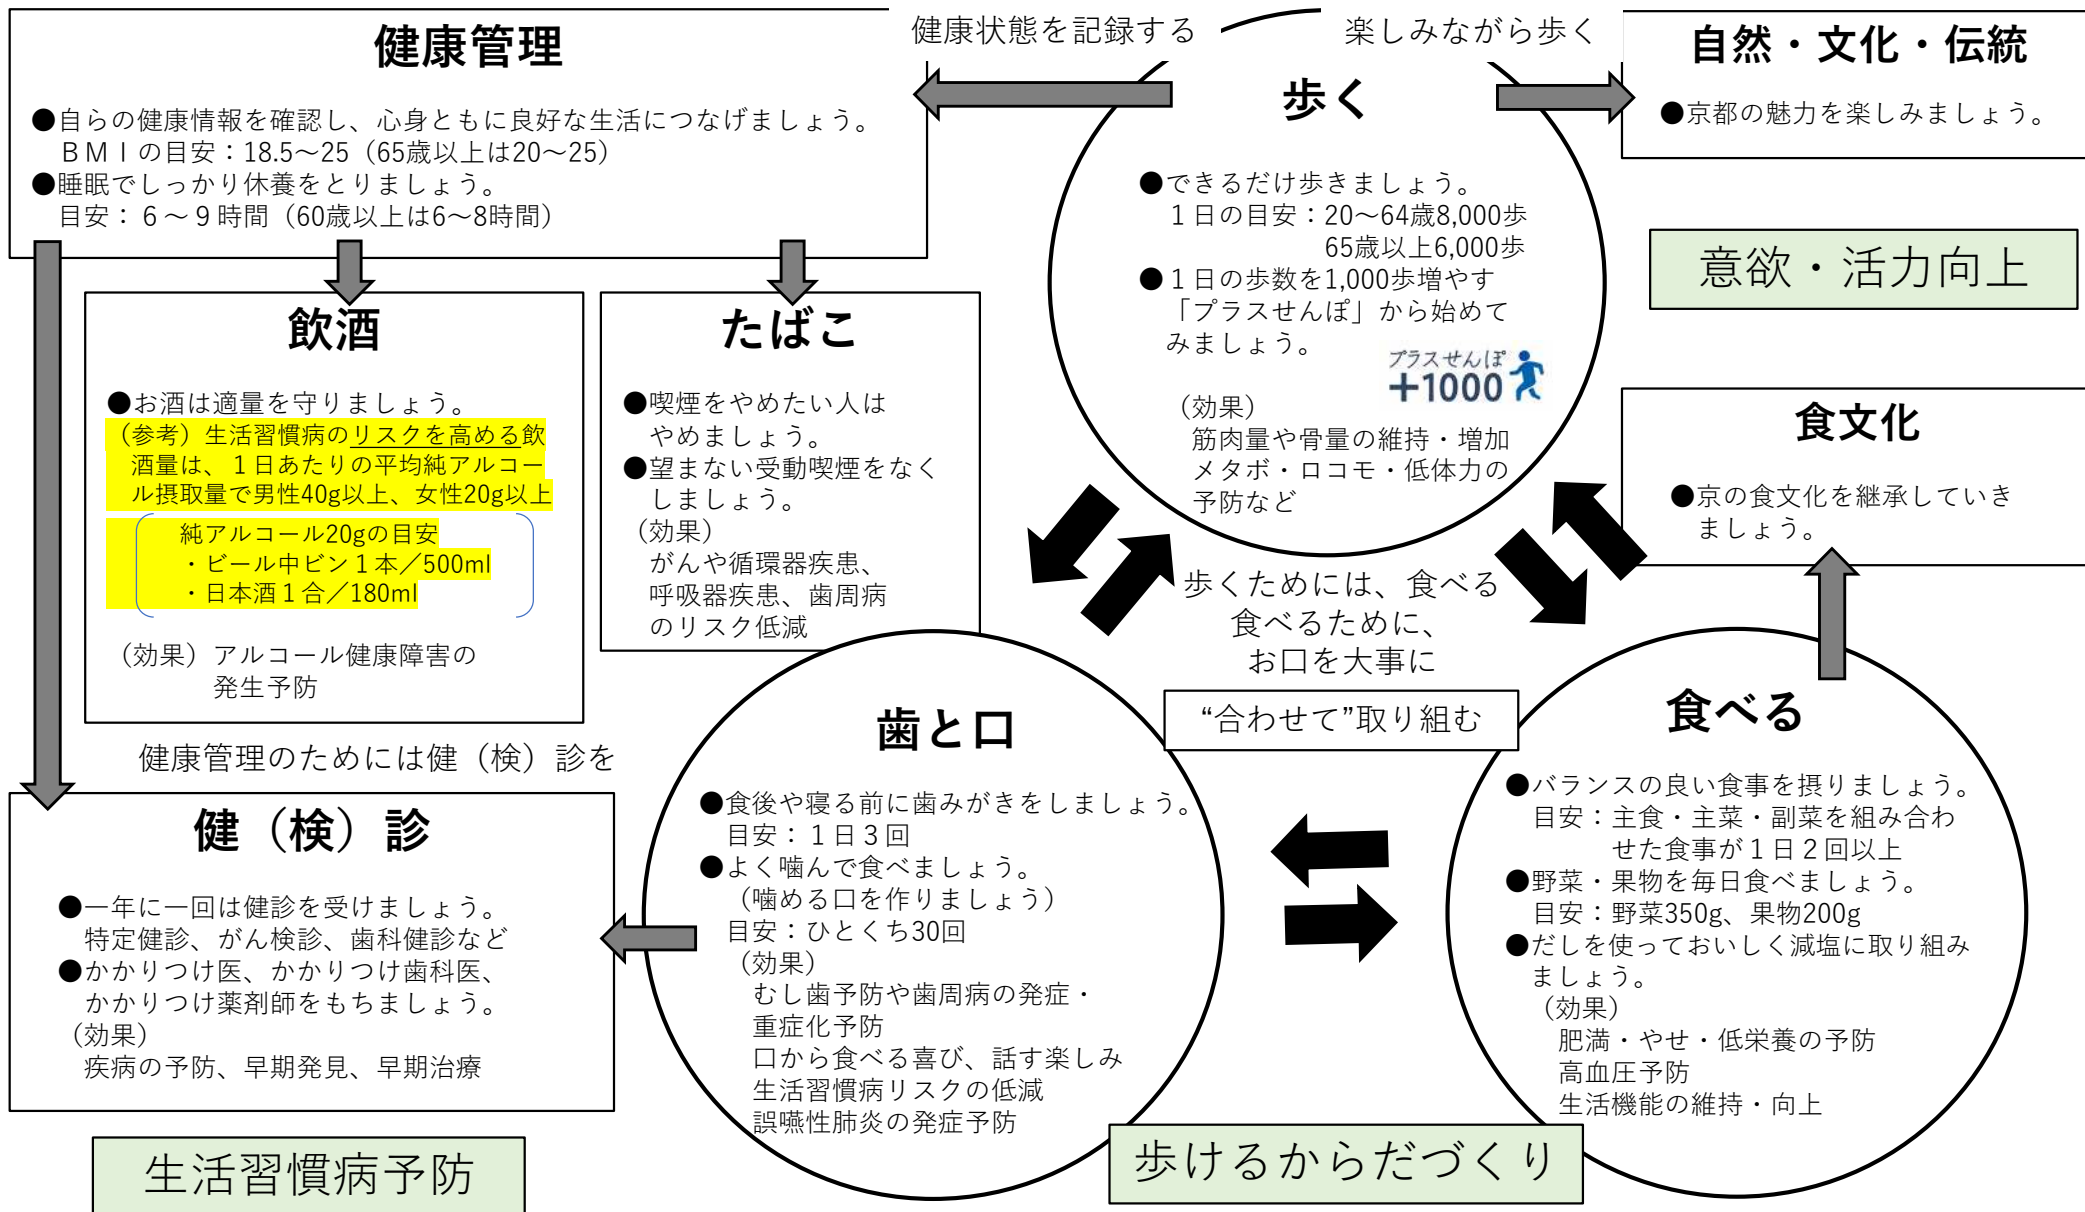 健康管理
●自らの健康情報を確認し、心身ともに良好な生活につなげましょう。
ＢＭＩの目安：18.5～25（65歳以上は20～25）
●睡眠でしっかり休養をとりましょう。
目安：６～９時間（60歳以上は6～8時間）
健康状態を記録する
楽しみながら歩く
歩く
●できるだけ歩きましょう。
１日の目安：20～64歳8,000歩
65歳以上6,000歩
●１日の歩数を1,000歩増やす
「プラスせんぽ」から始めて
みましょう。
プラスせんぽ
+1000
（効果）
筋肉量や骨量の維持・増加
メタボ・ロコモ・低体力の
予防など
自然・文化・伝統
●京都の魅力を楽しみましょう。
意欲・活力向上
飲酒
●お酒は適量を守りましょう。
（参考）生活習慣病のリスクを高める飲
酒量は、１日あたりの平均純アルコー
ル摂取量で男性40g以上、女性20g以上
純アルコール20gの目安
・ビール中ビン１本／500ml
・日本酒１合／180ml
（効果）アルコール健康障害の
発生予防
たばこ
●喫煙をやめたい人は
やめましょう。
●望まない受動喫煙をなく
しましょう。
（効果）
がんや循環器疾患、
呼吸器疾患、歯周病
のリスク低減
食文化
●京の食文化を継承していき
ましょう。
歩くためには、食べる
食べるために、
お口を大事に
“合わせて”取り組む
健康管理のためには健（検）診を
健（検）診
●一年に一回は健診を受けましょう。
特定健診、がん検診、歯科健診など
●かかりつけ医、かかりつけ歯科医、
かかりつけ薬剤師をもちましょう。
（効果）
疾病の予防、早期発見、早期治療
生活習慣病予防
歯と口
●食後や寝る前に歯みがきをしましょう。
目安：１日３回
●よく噛んで食べましょう。
（噛める口を作りましょう）
目安：ひとくち30回
（効果）
むし歯予防や歯周病の発症・
重症化予防
口から食べる喜び、話す楽しみ
生活習慣病リスクの低減
誤嚥性肺炎の発症予防
食べる
●バランスの良い食事を摂りましょう。
目安：主食・主菜・副菜を組み合わ
せた食事が１日２回以上
●野菜・果物を毎日食べましょう。
目安：野菜350g、果物200g
●だしを使っておいしく減塩に取り組み
ましょう。
（効果）
肥満・やせ・低栄養の予防
高血圧予防
生活機能の維持・向上
歩けるからだづくり